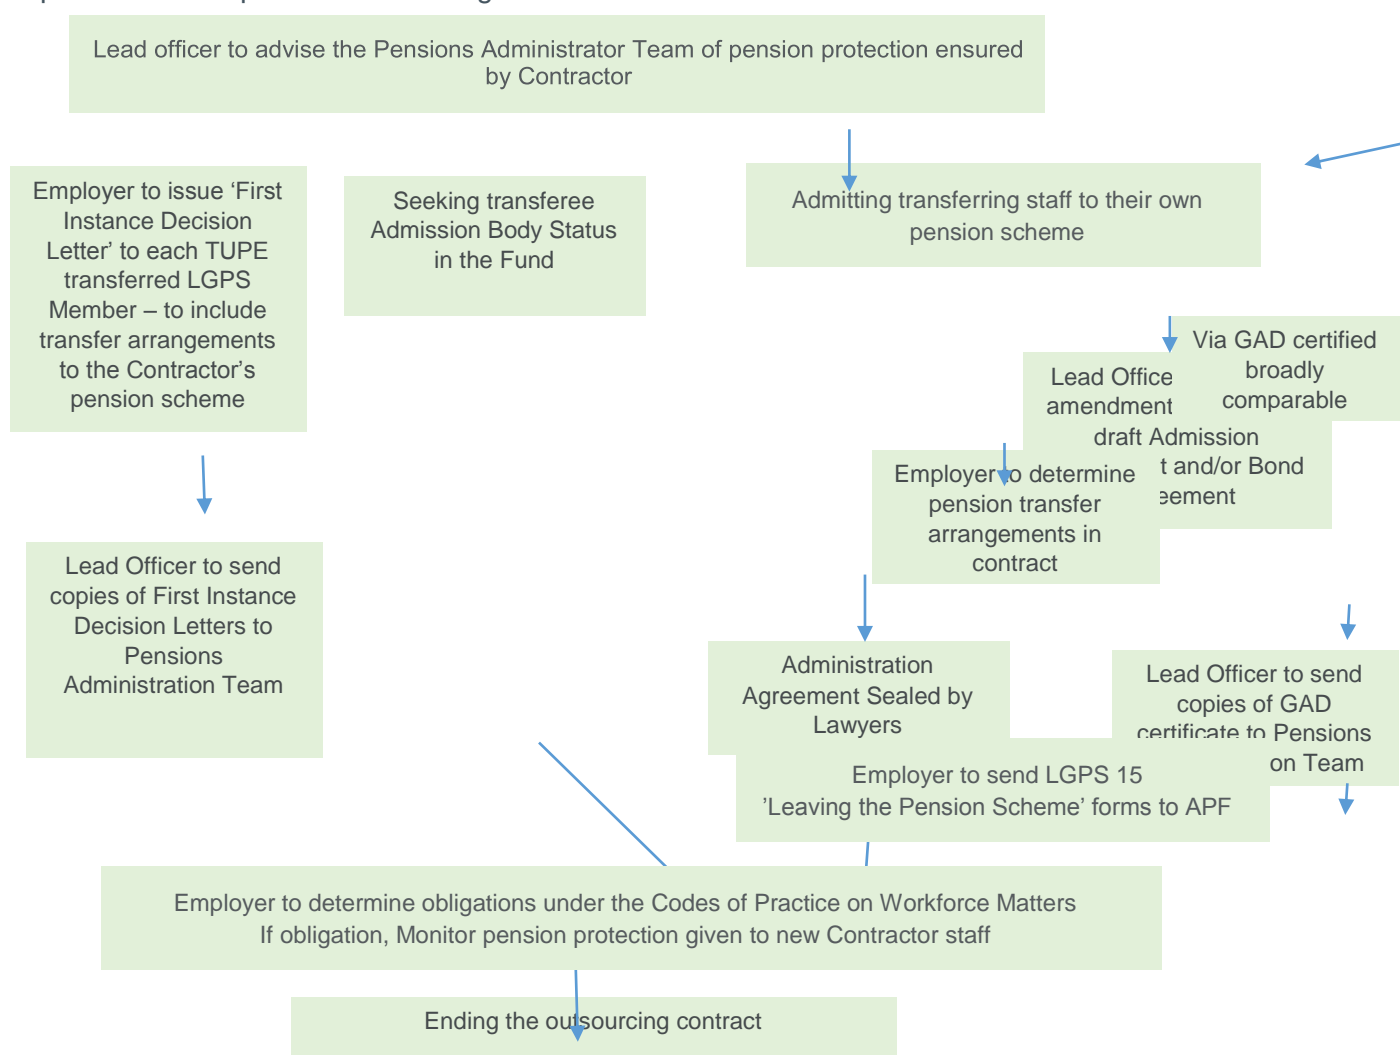 Lead officer to advise the Pensions Administrator Team of pension protection ensured
by Contractor
Employer to issue ‘First
Instance Decision
Letter’ to each TUPE
transferred LGPS
Member – to include
transfer arrangements
to the Contractor’s
pension scheme
Seeking transferee
Admission Body Status
in the Fund
Admitting transferring staff to their own
pension scheme
Via GAD certified
broadly
comparable
Lead Office
amendment
draft Admission
t and/or Bond
eement
Employer to determine
pension transfer
arrangements in
contract
Lead Officer to send
copies of First Instance
Decision Letters to
Pensions
Administration Team
Administration
Agreement Sealed by
Lawyers
Lead Officer to send
copies of GAD
certificate to Pensions
on Team
Employer to send LGPS 15
’Leaving the Pension Scheme’ forms to APF
Employer to determine obligations under the Codes of Practice on Workforce Matters
If obligation, Monitor pension protection given to new Contractor staff
Ending the outsourcing contract